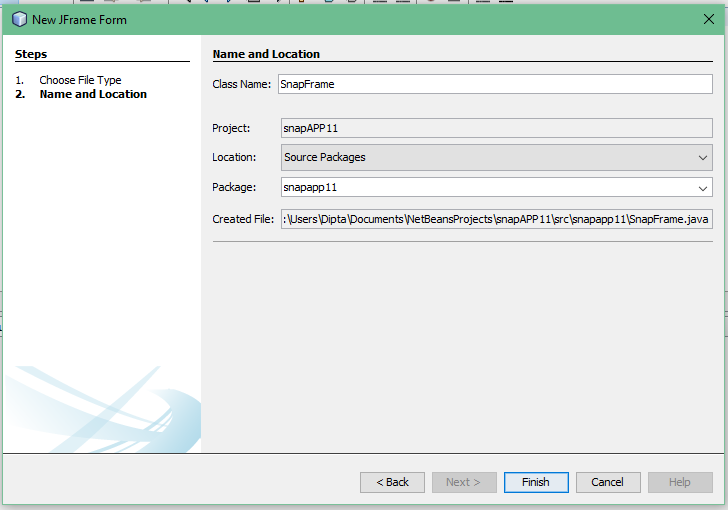 New JFrame Form
Steps
1. Choose File Type
2. Name and Location
Name and Location
Class Name: SnapFrame
Project: snapAPP11
Location: Source Packages
Package: snapapp11
Created File: :\Users\Dipta\Documents\NetBeansProjects\snapAPP11\src\snapapp11\SnapFrame.java
< Back Next > Finish Cancel Help